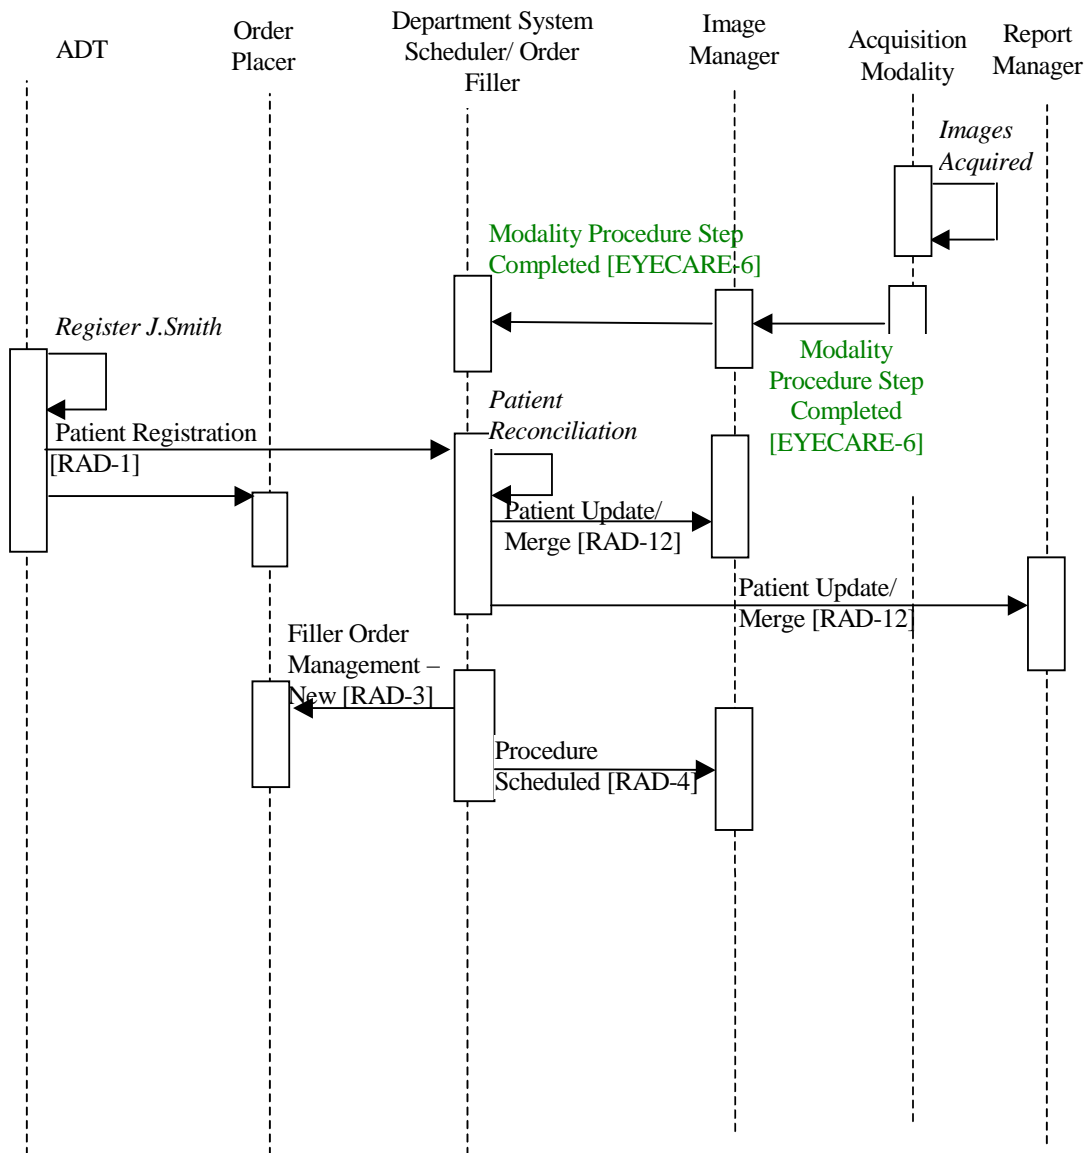 ADT
Order
Placer
Department System
Scheduler/ Order
Filler
Image
Manager
Acquisition
Modality
Report
Manager
Images
Acquired
Modality Procedure Step
Completed [EYECARE-6]
Register J.Smith
Modality
Procedure Step
Completed
[EYECARE-6]
Patient
Reconciliation
Patient Registration
[RAD-1]
Patient Update/
Merge [RAD-12]
Patient Update/
Merge [RAD-12]
Filler Order
Management –
New [RAD-3]
Procedure
Scheduled [RAD-4]